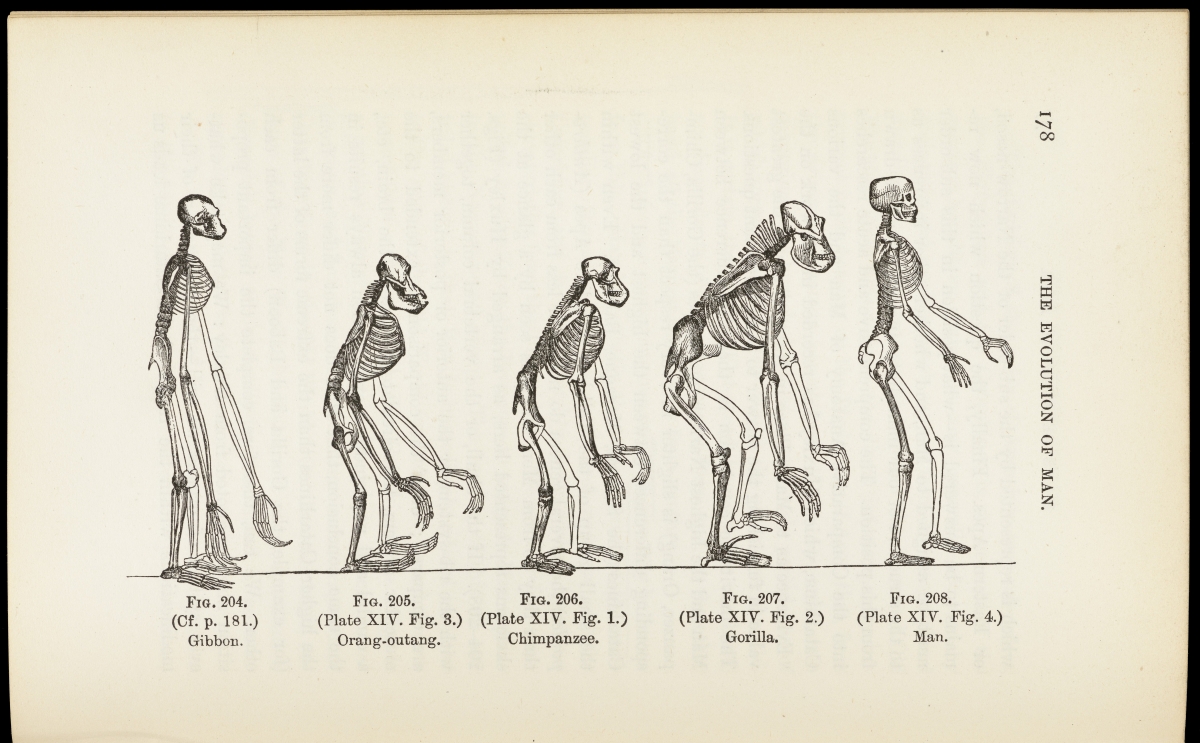 178
THE EVOLUTION OF MAN.
FIG. 204.
(Cf. p. 181.)
Gibbon.
FIG. 205.
(Plate XIV. Fig. 3.)
Orang-outang.
FIG. 206.
(Plate XIV. Fig. 1.)
Chimpanzee.
FIG. 207.
(Plate XIV. Fig. 2.)
Gorilla.
FIG. 208.
(Plate XIV. Fig. 4.)
Man.